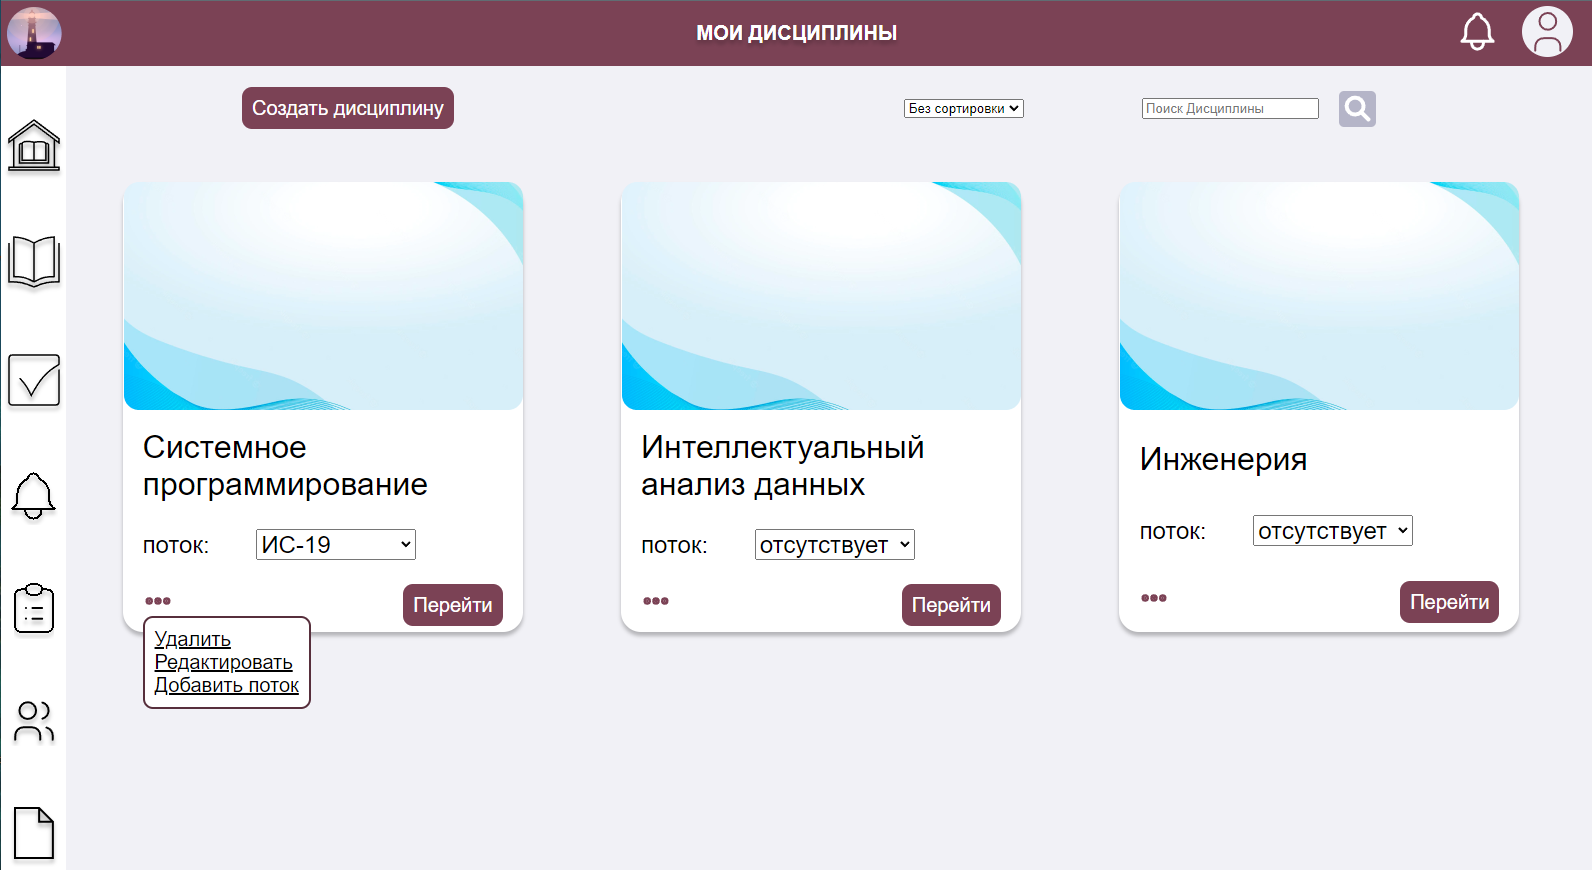 МОИ ДИСЦИПЛИНЫ
Создать дисциплину
Без сортировки
Поиск Дисциплины
Системное
программирование
поток:
ИС-19
Перейти
Удалить
Редактировать
Добавить поток
Интеллектуальный
анализ данных
поток:
отсутствует
Перейти
Инженерия
поток:
отсутствует
Перейти